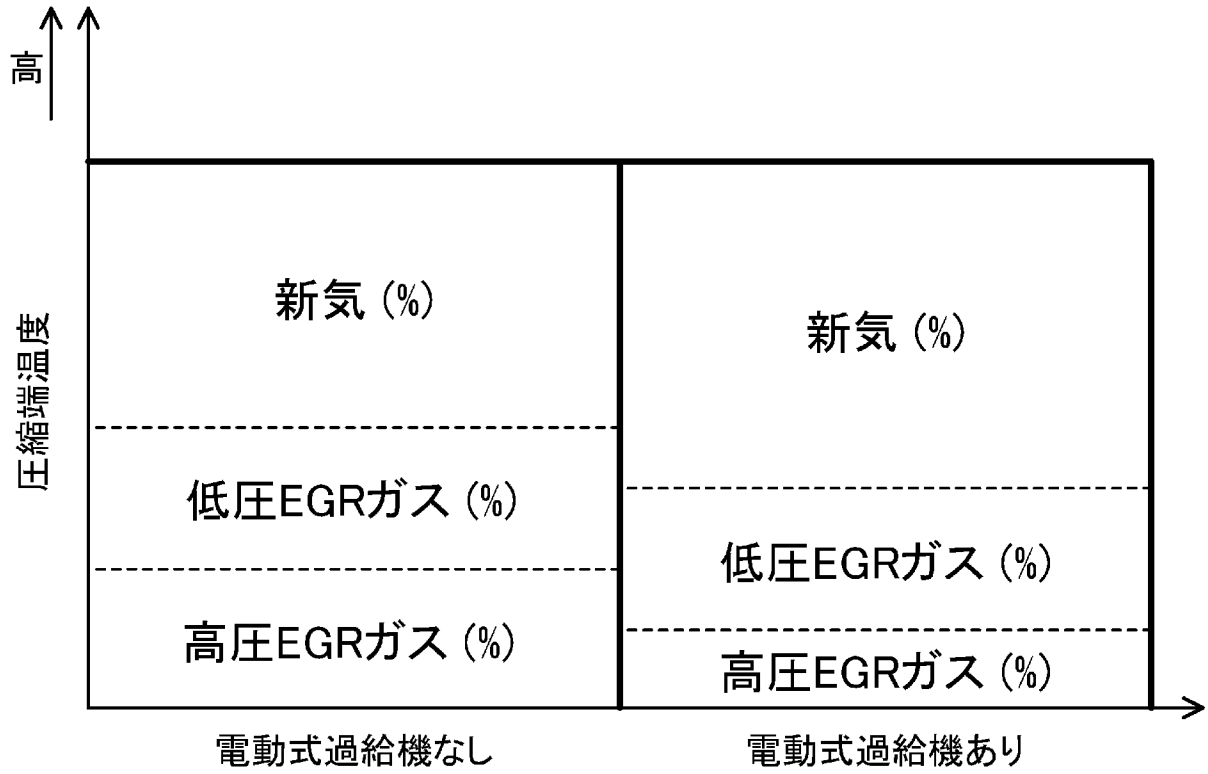 高
圧縮端温度
新気 (%)
低圧EGRガス (%)
高圧EGRガス (%)
新気 (%)
低圧EGRガス (%)
高圧EGRガス (%)
電動式過給機なし
電動式過給機あり